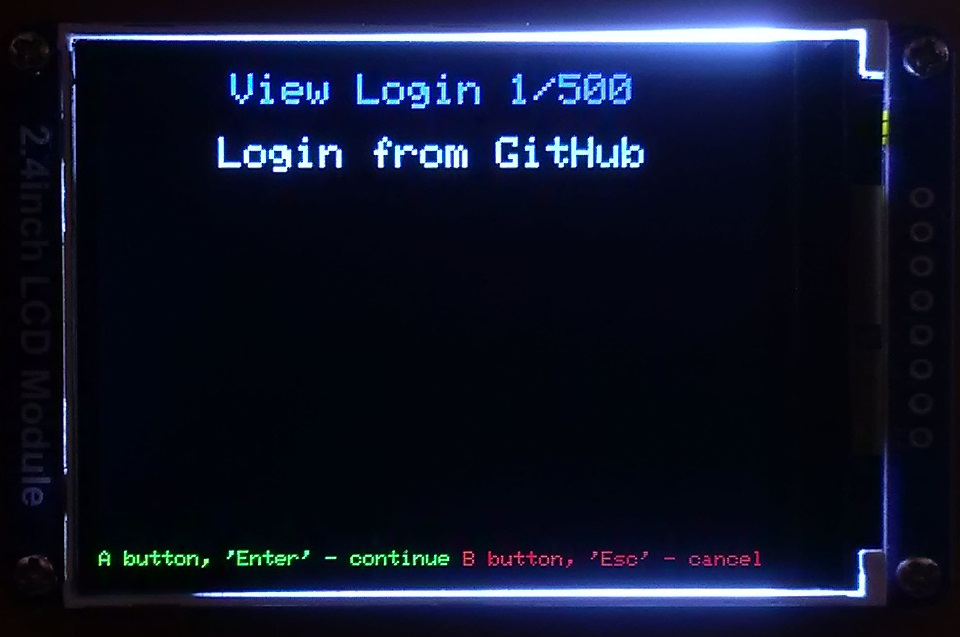 View Login 1/500
Login from GitHub
A button, 'Enter' - continue B button, 'Esc' - cancel
2.4inch LCD Module